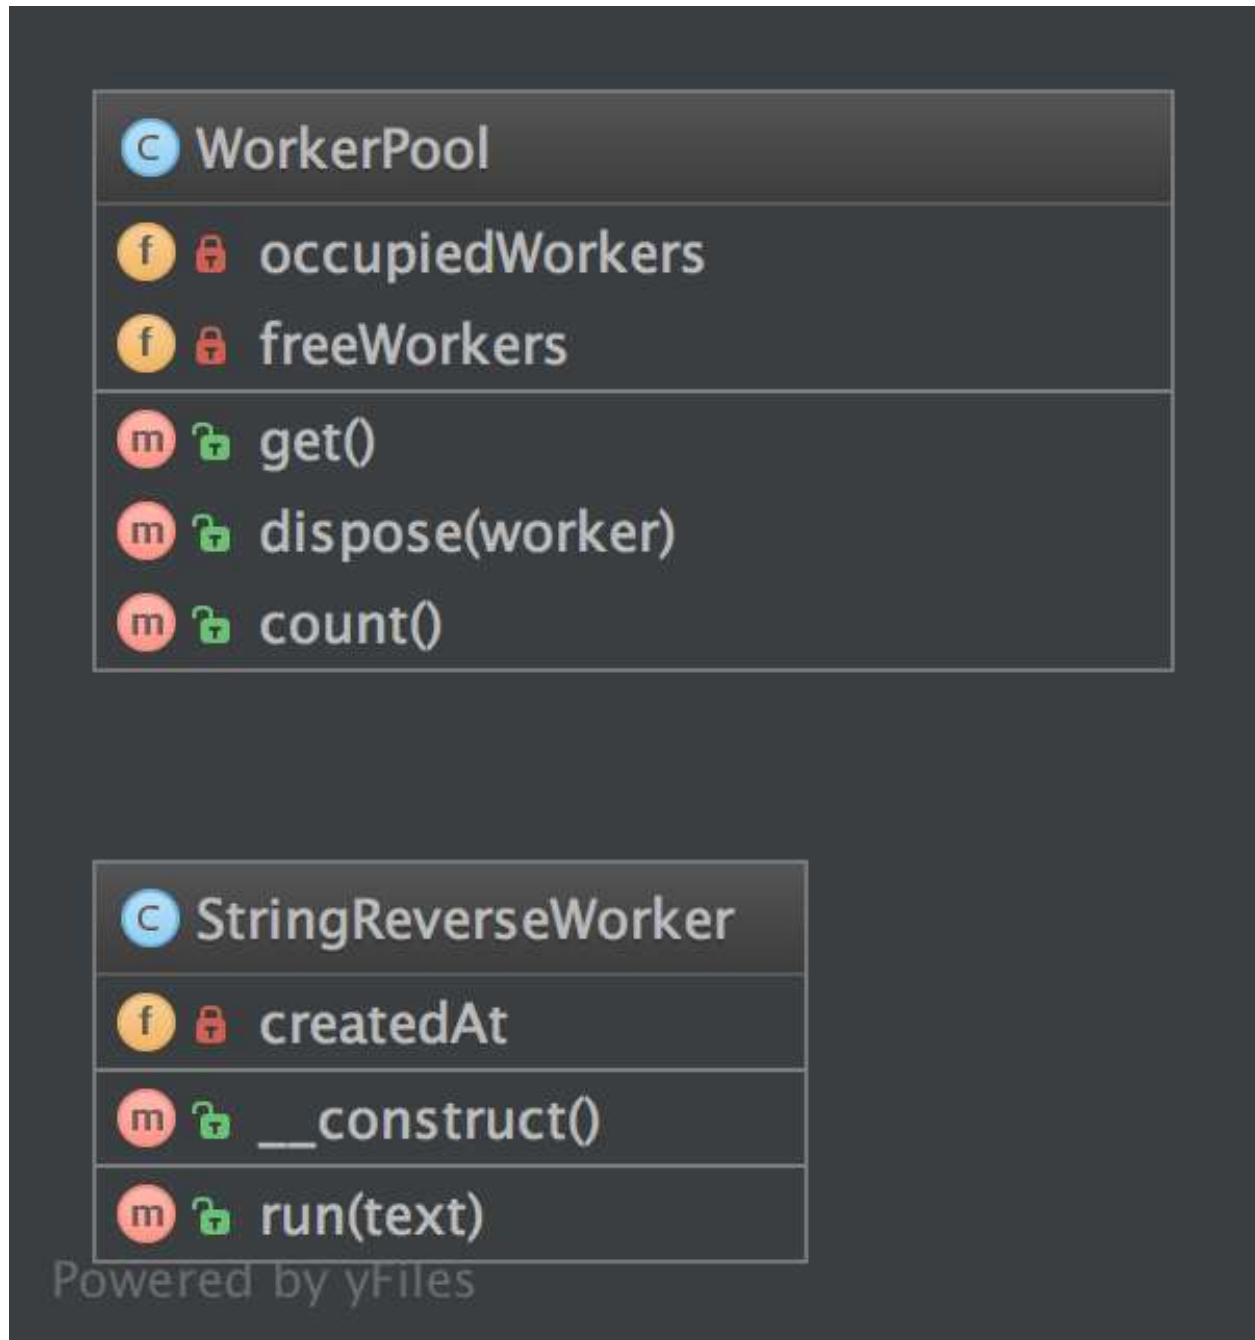 C WorkerPool
f occupiedWorkers
f freeWorkers
m get()
m dispose(worker)
m count()
C StringReverseWorker
f createdAt
m __construct()
m run(text)
Powered by yFiles